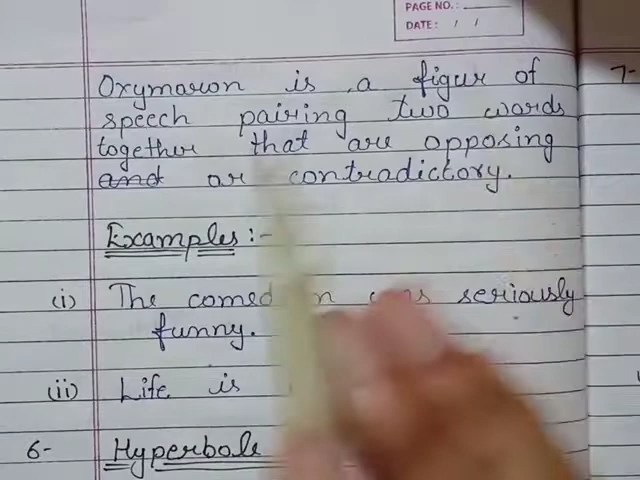 PAGE NO.:
DATE: / /
Oxymoron is a figur of
speech pairing two words
together that are opposing
and or contradictory.
Examples:-
(i) The seriously
funny.
(ii) Life is
6- Hyperbole
7-